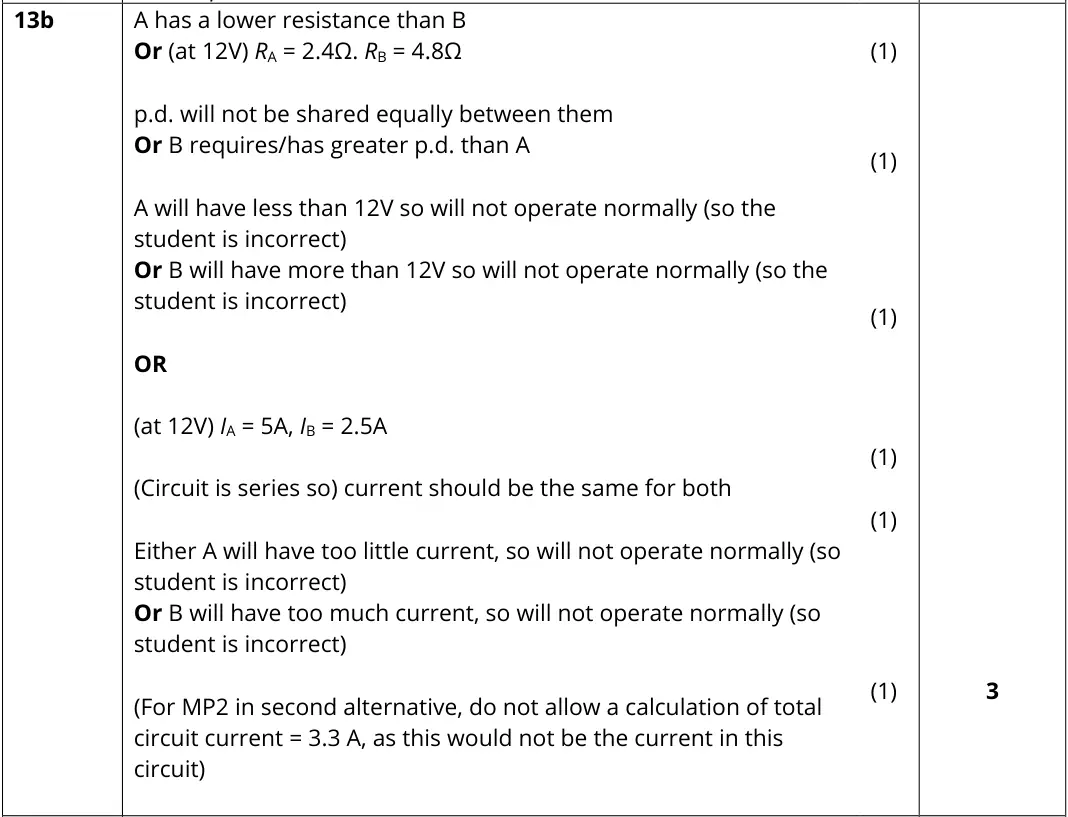 13b
A has a lower resistance than B
Or (at 12V) RA = 2.4Ω. RB = 4.8Ω (1)
p.d. will not be shared equally between them
Or B requires/has greater p.d. than A
(1)
A will have less than 12V so will not operate normally (so the
student is incorrect)
Or B will have more than 12V so will not operate normally (so the
student is incorrect)
(1)
OR
(at 12V) IA = 5A, IB = 2.5A
(1)
(Circuit is series so) current should be the same for both
(1)
Either A will have too little current, so will not operate normally (so
student is incorrect)
Or B will have too much current, so will not operate normally (so
student is incorrect)
(1) 3
(For MP2 in second alternative, do not allow a calculation of total
circuit current = 3.3 A, as this would not be the current in this
circuit)